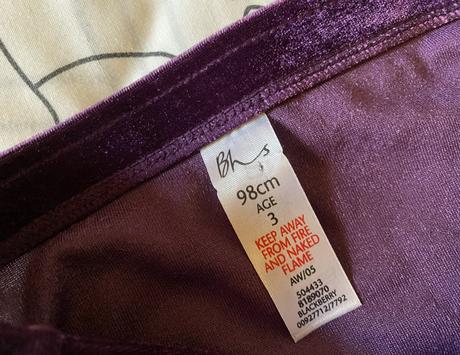 Bhs
98cm
AGE
3
KEEP AWAY
FROM FIRE
AND NAKED
FLAME
AW/05
504433
8189070
BLACKBERRY
00927712/7792